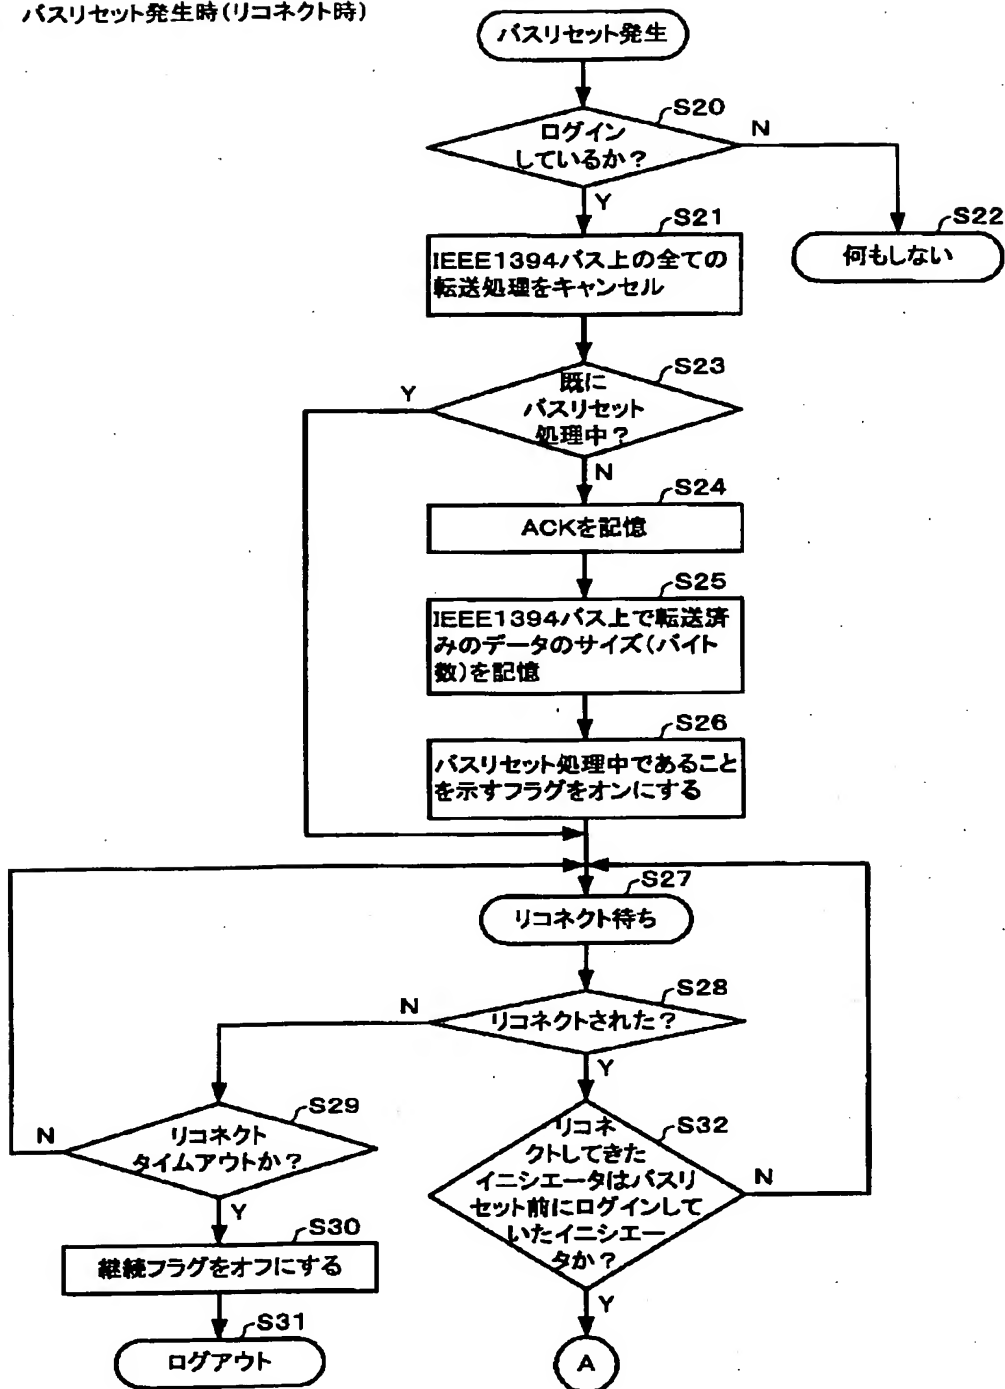 バスリセット発生時(リコネクト時)
バスリセット発生
S20
ログイン
しているか?
N
Y
S21
IEEE1394バス上の全ての
転送処理をキャンセル
S22
何もしない
S23
既に
バスリセット
処理中?
Y
N
S24
ACKを記憶
S25
IEEE1394バス上で転送済
みのデータのサイズ(バイト
数)を記憶
S26
バスリセット処理中であること
を示すフラグをオンにする
S27
リコネクト待ち
S28
リコネクトされた?
N
Y
S29
リコネクト
タイムアウトか?
N
Y
S30
継続フラグをオフにする
S31
ログアウト
S32
リコネ
クトしてきた
イニシエータはバスリ
セット前にログインして
いたイニシエー
タか?
N
Y
A